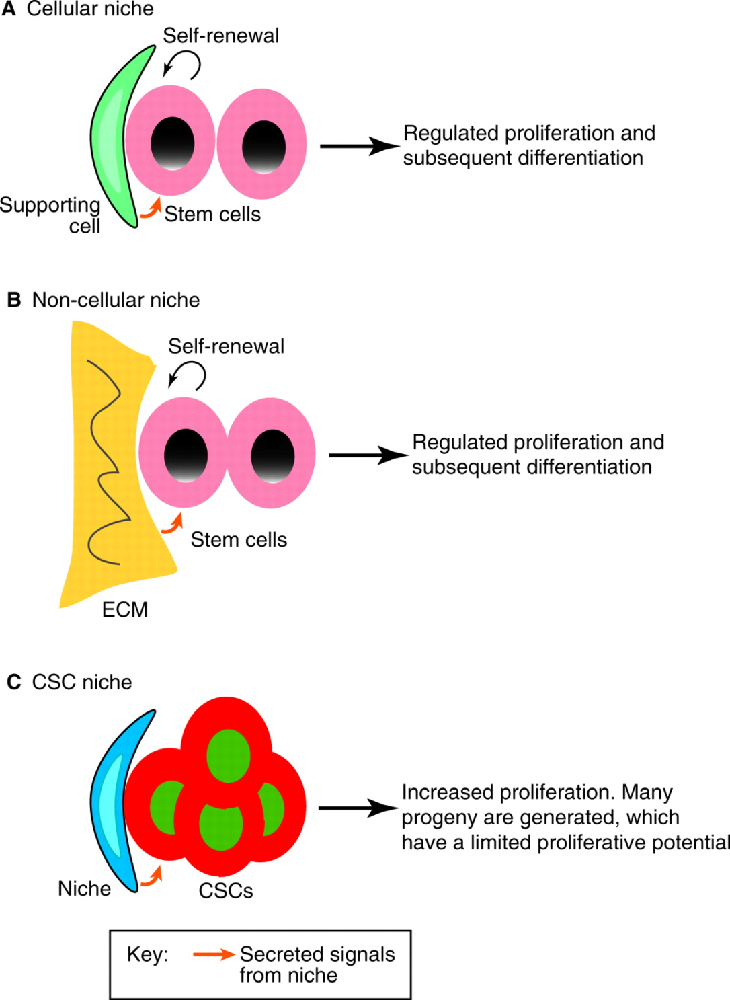 A Cellular niche
Self-renewal
Regulated proliferation and
subsequent differentiation
Supporting
cell
Stem cells
B Non-cellular niche
Self-renewal
Regulated proliferation and
subsequent differentiation
Stem cells
ECM
C CSC niche
Increased proliferation. Many
progeny are generated, which
have a limited proliferative potential
Niche
CSCs
Key:
Secreted signals
from niche